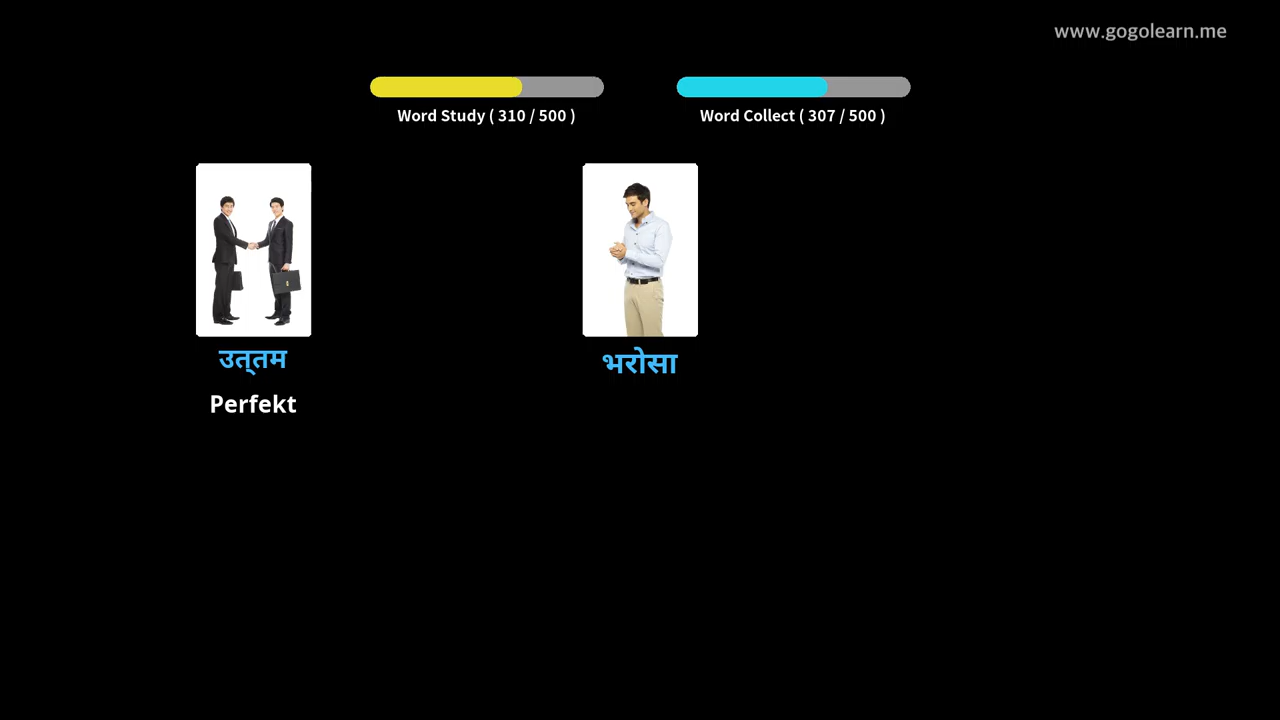 www.gogolearn.me
Word Study ( 310 / 500 )
Word Collect ( 307 / 500 )
उत्‌तम
भरोसा
Perfekt